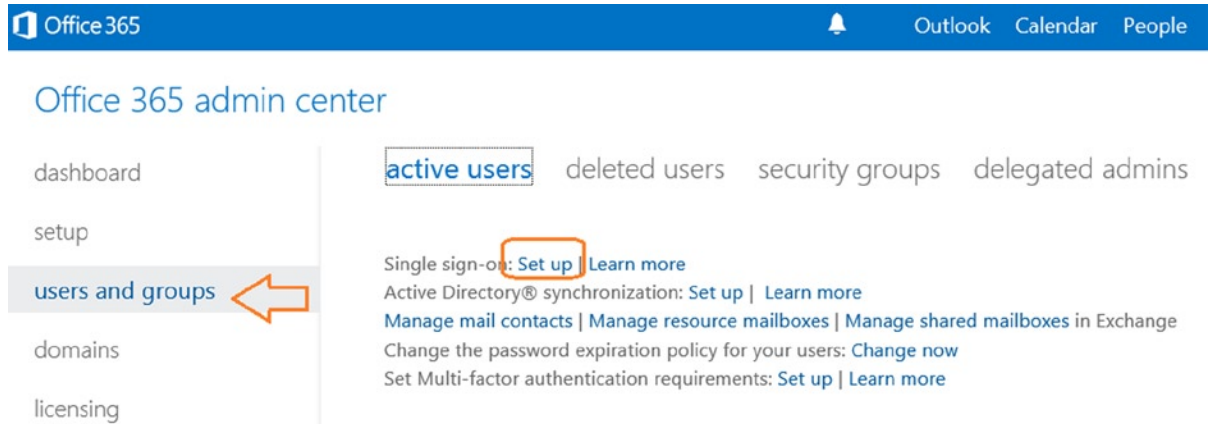 Office 365 Outlook Calendar People
Office 365 admin center
dashboard
setup
users and groups
domains
licensing
active users deleted users security groups delegated admins
Single sign-on: Set up | Learn more
Active Directory® synchronization: Set up | Learn more
Manage mail contacts | Manage resource mailboxes | Manage shared mailboxes in Exchange
Change the password expiration policy for your users: Change now
Set Multi-factor authentication requirements: Set up | Learn more